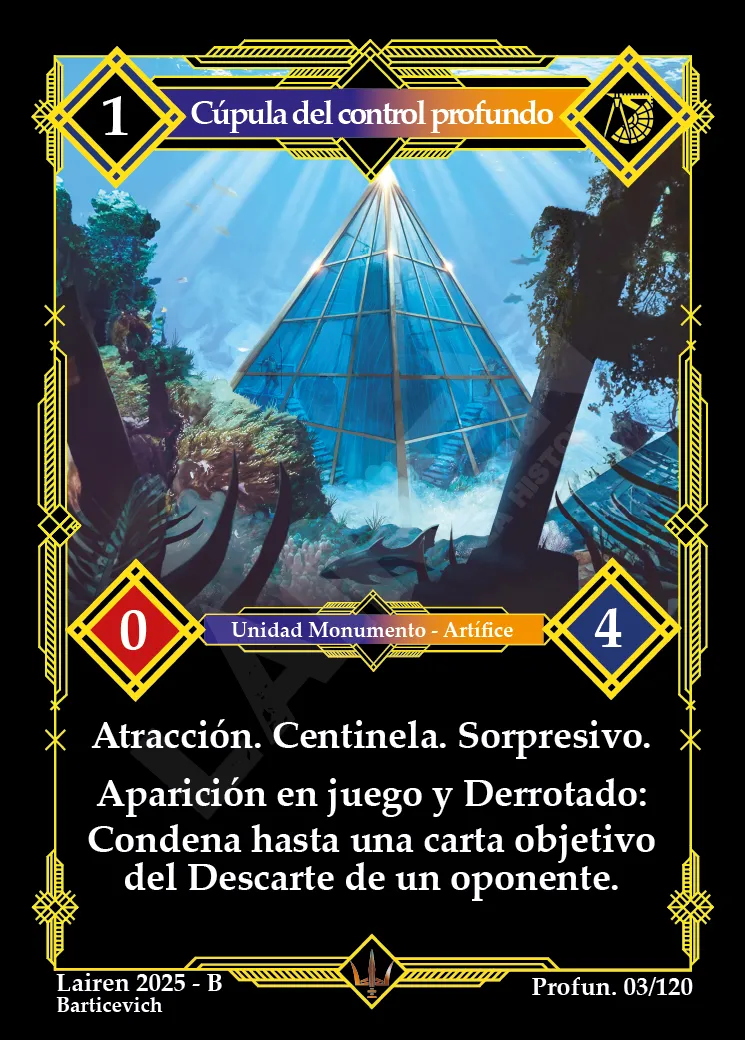 1
Cúpula del control profundo
0
Unidad Monumento - Artífice
4
Atracción. Centinela. Sorpresivo.
Aparición en juego y Derrotado:
Condena hasta una carta objetivo
del Descarte de un oponente.
Lairen 2025 - B
Barticevich
Profun. 03/120